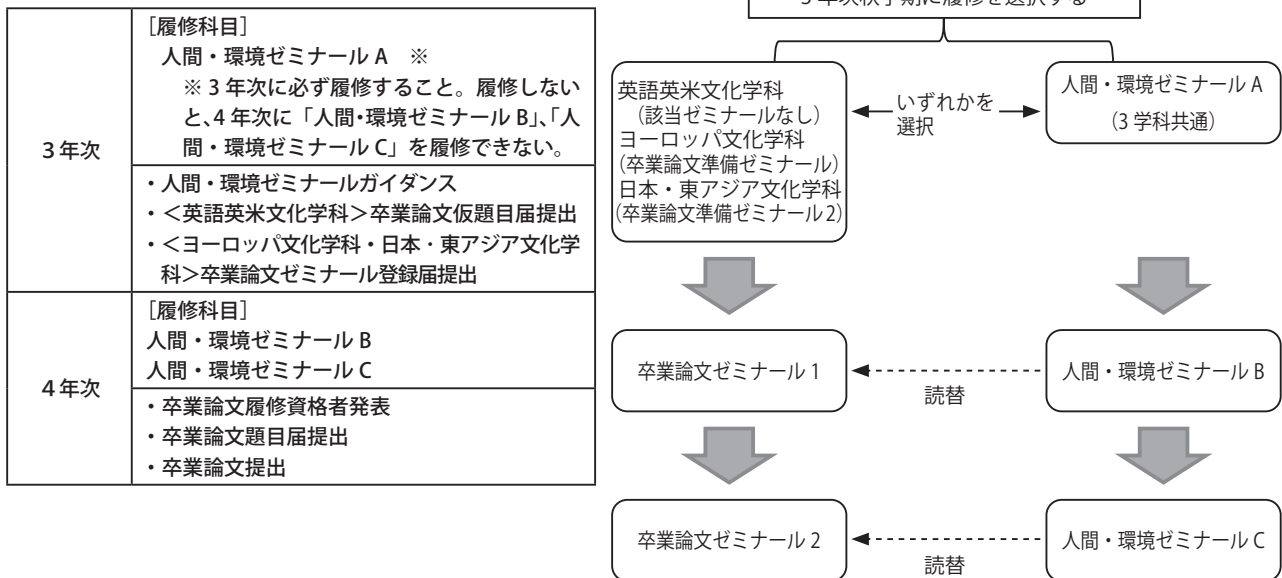 3年次
［履修科目］
人間・環境ゼミナール A ※
※ 3 年次に必ず履修すること。履修しない
と、4 年次に「人間・環境ゼミナール B」、「人
間・環境ゼミナール C」を履修できない。
・人間・環境ゼミナールガイダンス
・＜英語英米文化学科＞卒業論文仮題目届提出
・＜ヨーロッパ文化学科・日本・東アジア文化学
科＞卒業論文ゼミナール登録届提出
4年次
［履修科目］
人間・環境ゼミナール B
人間・環境ゼミナール C
・卒業論文履修資格者発表
・卒業論文題目届提出
・卒業論文提出
3 年次秋学期に履修を選択する
英語英米文化学科
（該当ゼミナールなし）
ヨーロッパ文化学科
（卒業論文準備ゼミナール）
日本・東アジア文化学科
（卒業論文準備ゼミナール2）
いずれかを
選択
人間・環境ゼミナール A
（3 学科共通）
卒業論文ゼミナール 1
読替
人間・環境ゼミナール B
卒業論文ゼミナール 2
読替
人間・環境ゼミナール C